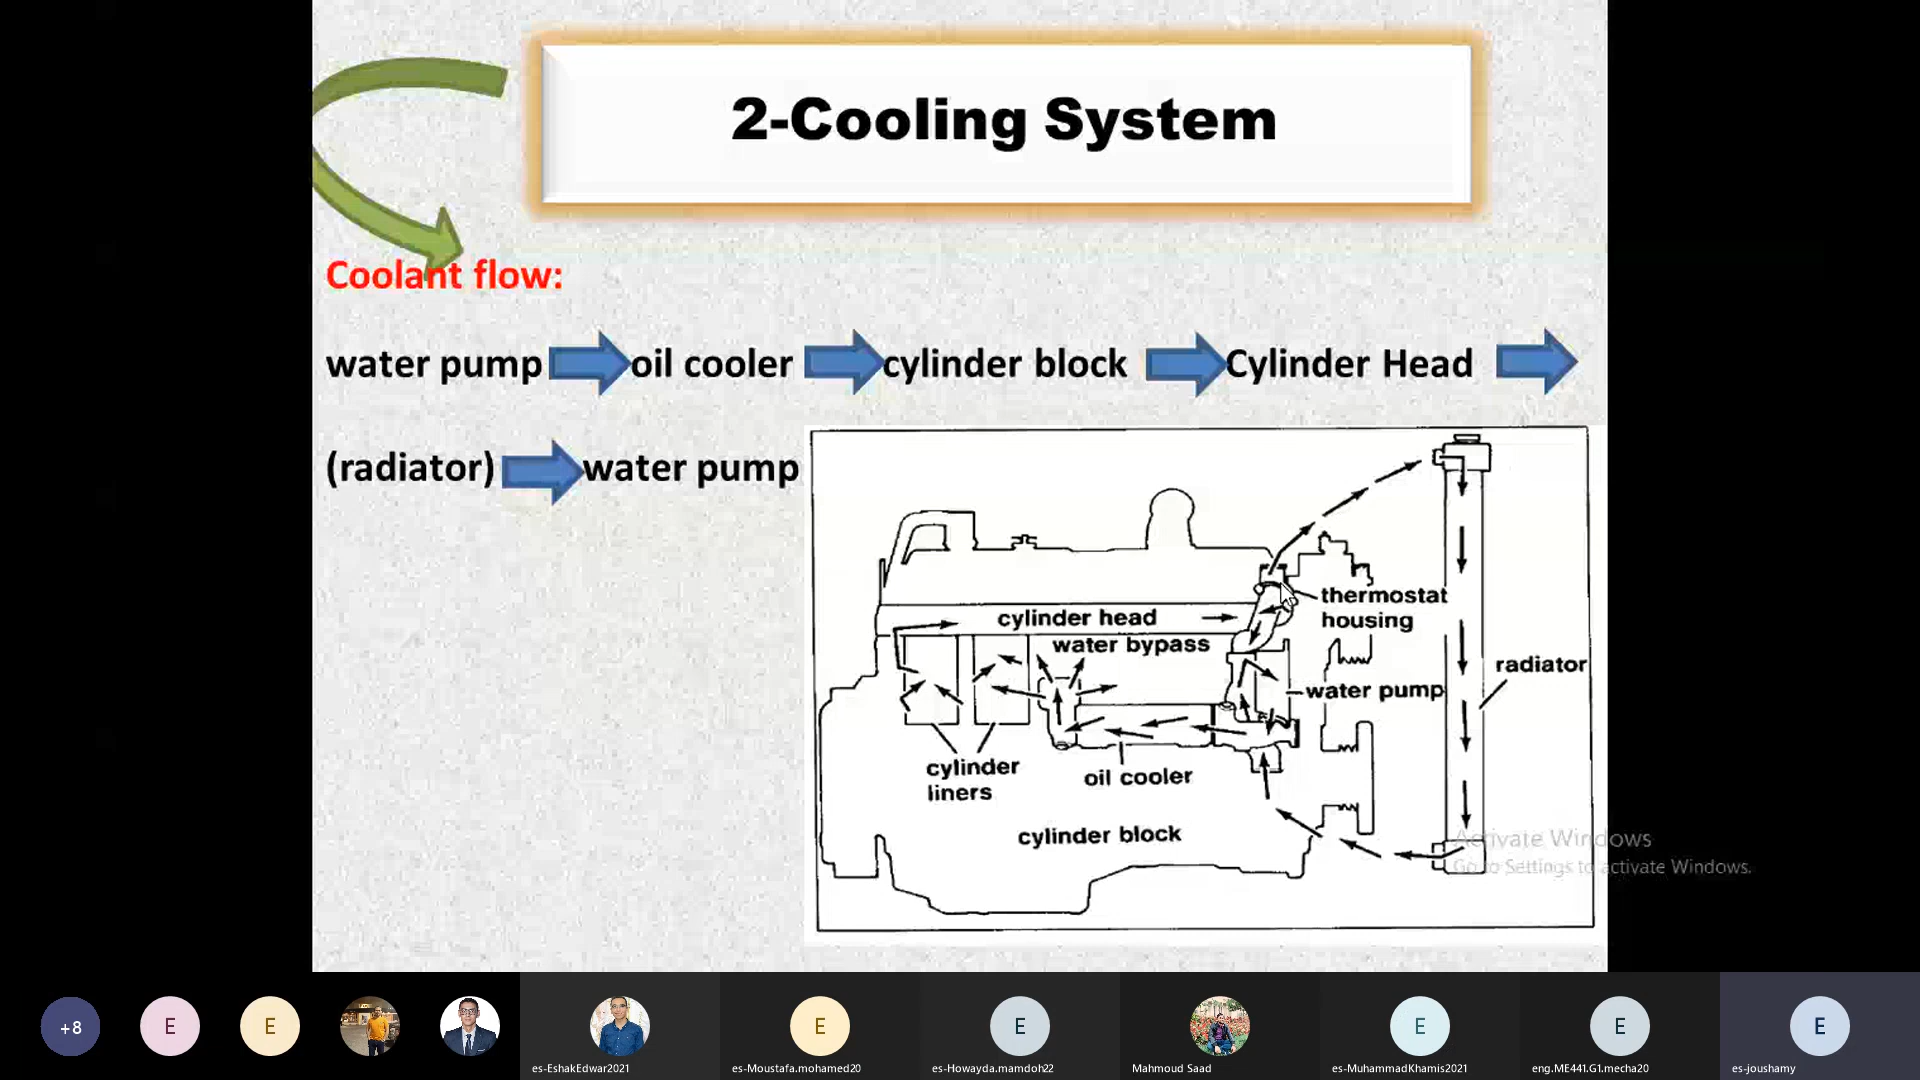 2-Cooling System
Coolant flow:
water pump oil cooler cylinder block Cylinder Head
(radiator) water pump
thermostat
housing
cylinder head
water bypass
radiator
water pump
cylinder
liners
oil cooler
cylinder block
Activate Windows
Go to Settings to activate Windows.
+8
E
E
E
E
E
E
E
es-EshakEdwar2021
es-Moustafa.mohamed20
es-Howayda.mamdoh22
Mahmoud Saad
es-MuhammadKhamis2021
eng.ME441.G1.mecha20
es-joushamy